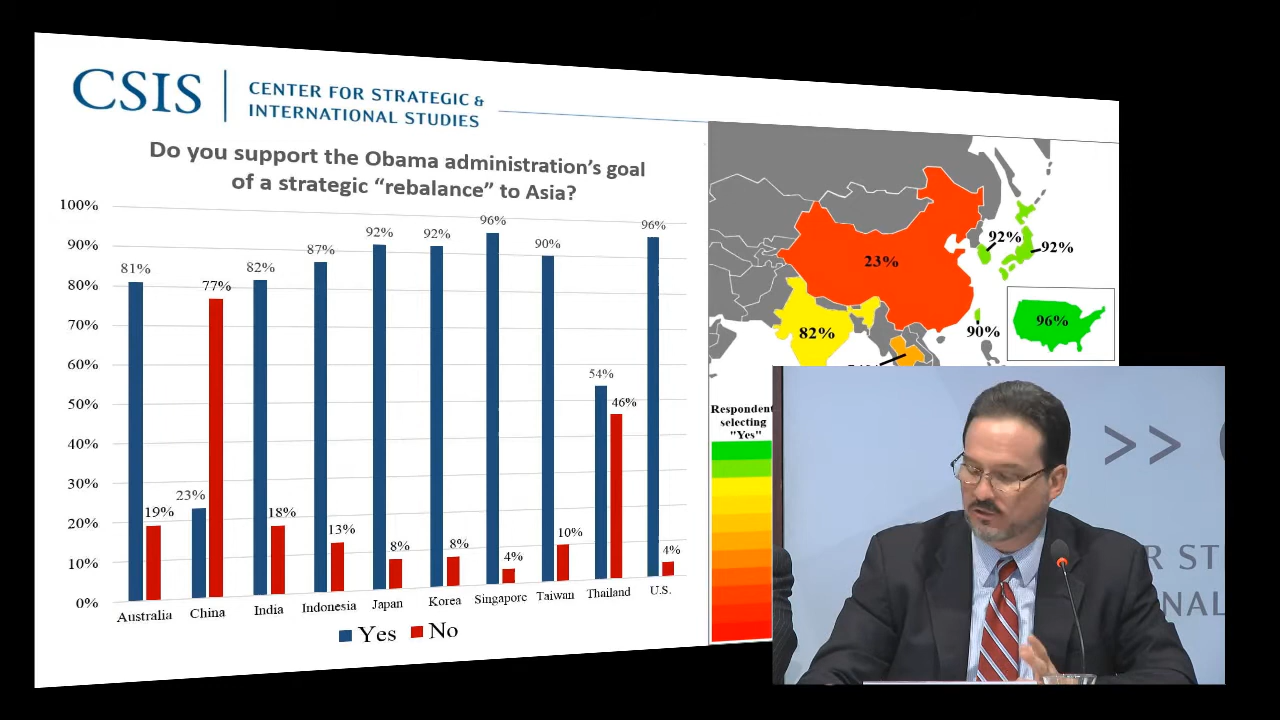 CSIS
CENTER FOR STRATEGIC &
INTERNATIONAL STUDIES
Do you support the Obama administration's goal
of a strategic "rebalance" to Asia?
100%
90%
80%
70%
60%
50%
40%
30%
20%
10%
0%
81%
19%
23%
77%
82%
18%
87%
13%
92%
8%
92%
8%
96%
4%
90%
10%
54%
46%
96%
4%
Australia
China
India
Indonesia
Japan
Korea
Singapore
Taiwan
Thailand
U.S.
Yes
No
23%
92%
92%
82%
90%
96%
Respondent
selecting
"Yes"
>>
R ST
NAL